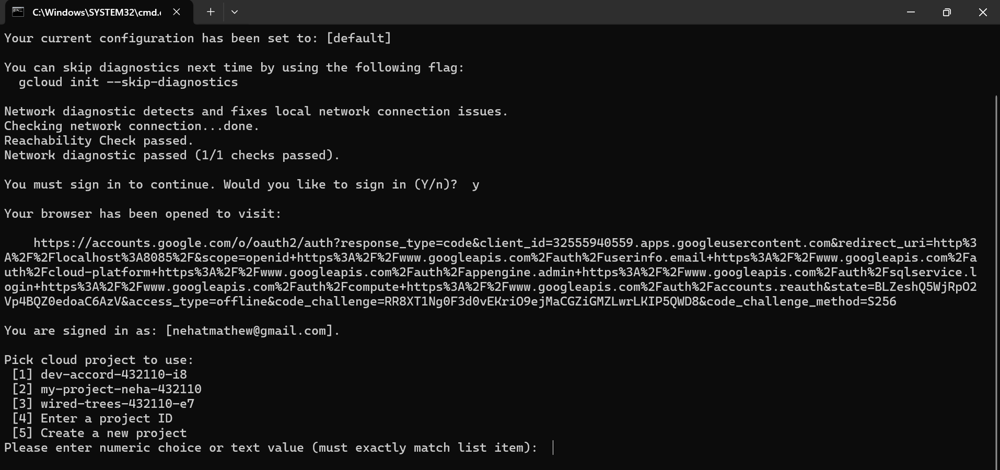 C:\Windows\SYSTEM32\cmd.
Your current configuration has been set to: [default]
You can skip diagnostics next time by using the following flag:
gcloud init --skip-diagnostics
Network diagnostic detects and fixes local network connection issues.
Checking network connection...done.
Reachability Check passed.
Network diagnostic passed (1/1 checks passed).
You must sign in to continue. Would you like to sign in (Y/n)?  y
Your browser has been opened to visit:
https://accounts.google.com/o/oauth2/auth?response_type=code&client_id=32555940559.apps.googleusercontent.com&redirect_uri=http%3
A%2F%2Flocalhost%3A8085%2F&scope=openid+https%3A%2F%2Fwww.googleapis.com%2Fauth%2Fuserinfo.email+https%3A%2F%2Fwww.googleapis.com%2Fa
uth%2Fcloud-platform+https%3A%2F%2Fwww.googleapis.com%2Fauth%2Fappengine.admin+https%3A%2F%2Fwww.googleapis.com%2Fauth%2Fsqlservice.l
ogin+https%3A%2F%2Fwww.googleapis.com%2Fauth%2Fcompute+https%3A%2F%2Fwww.googleapis.com%2Fauth%2Faccounts.reauth&state=BLZeshQ5WjRpO2
Vp4BQZ0edoaC6AzV&access_type=offline&code_challenge=RR8XT1Ng0F3d0vEKriO9ejMaCGZiGMZLwrLKIP5QWD8&code_challenge_method=S256
You are signed in as: [nehatmathew@gmail.com].
Pick cloud project to use:
[1] dev-accord-432110-i8
[2] my-project-neha-432110
[3] wired-trees-432110-e7
[4] Enter a project ID
[5] Create a new project
Please enter numeric choice or text value (must exactly match list item):